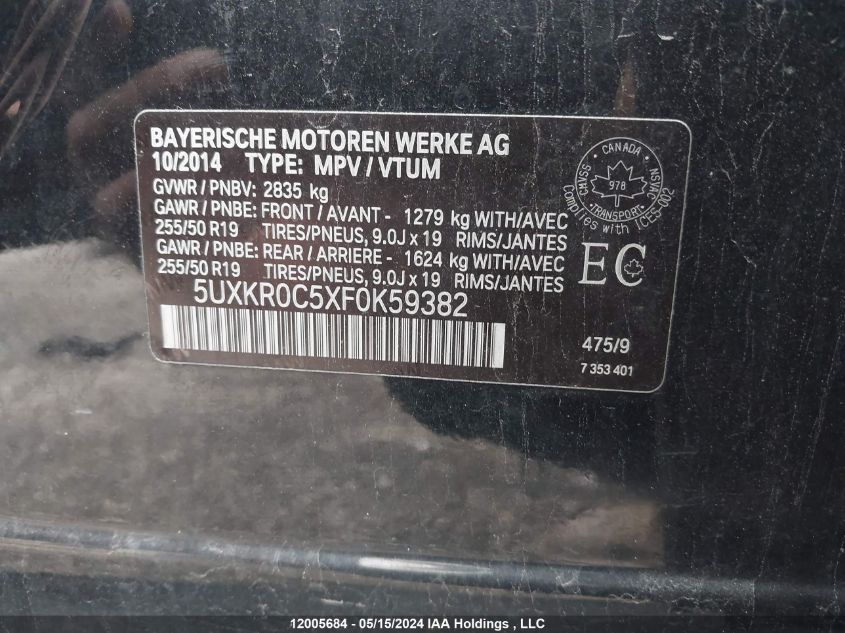 BAYERISCHE MOTOREN WERKE AG
10/2014 TYPE: MPV / VTUM
GVWR / PNBV: 2835 kg
GAWR / PNBE: FRONT / AVANT - 1279 kg WITH/AVEC
255/50 R19 TIRES/PNEUS, 9.0J x 19 RIMS/JANTES
GAWR / PNBE: REAR / ARRIERE - 1624 kg WITH/AVEC
255/50 R19 TIRES/PNEUS, 9.0J x 19 RIMS/JANTES
5UXKR0C5XF0K59382
CANADA
CMVSS
NSVAC
978
TRANSPORT
Complies with ICES-002
EC
475/9
7 353 401
12005684 - 05/15/2024 IAA Holdings , LLC